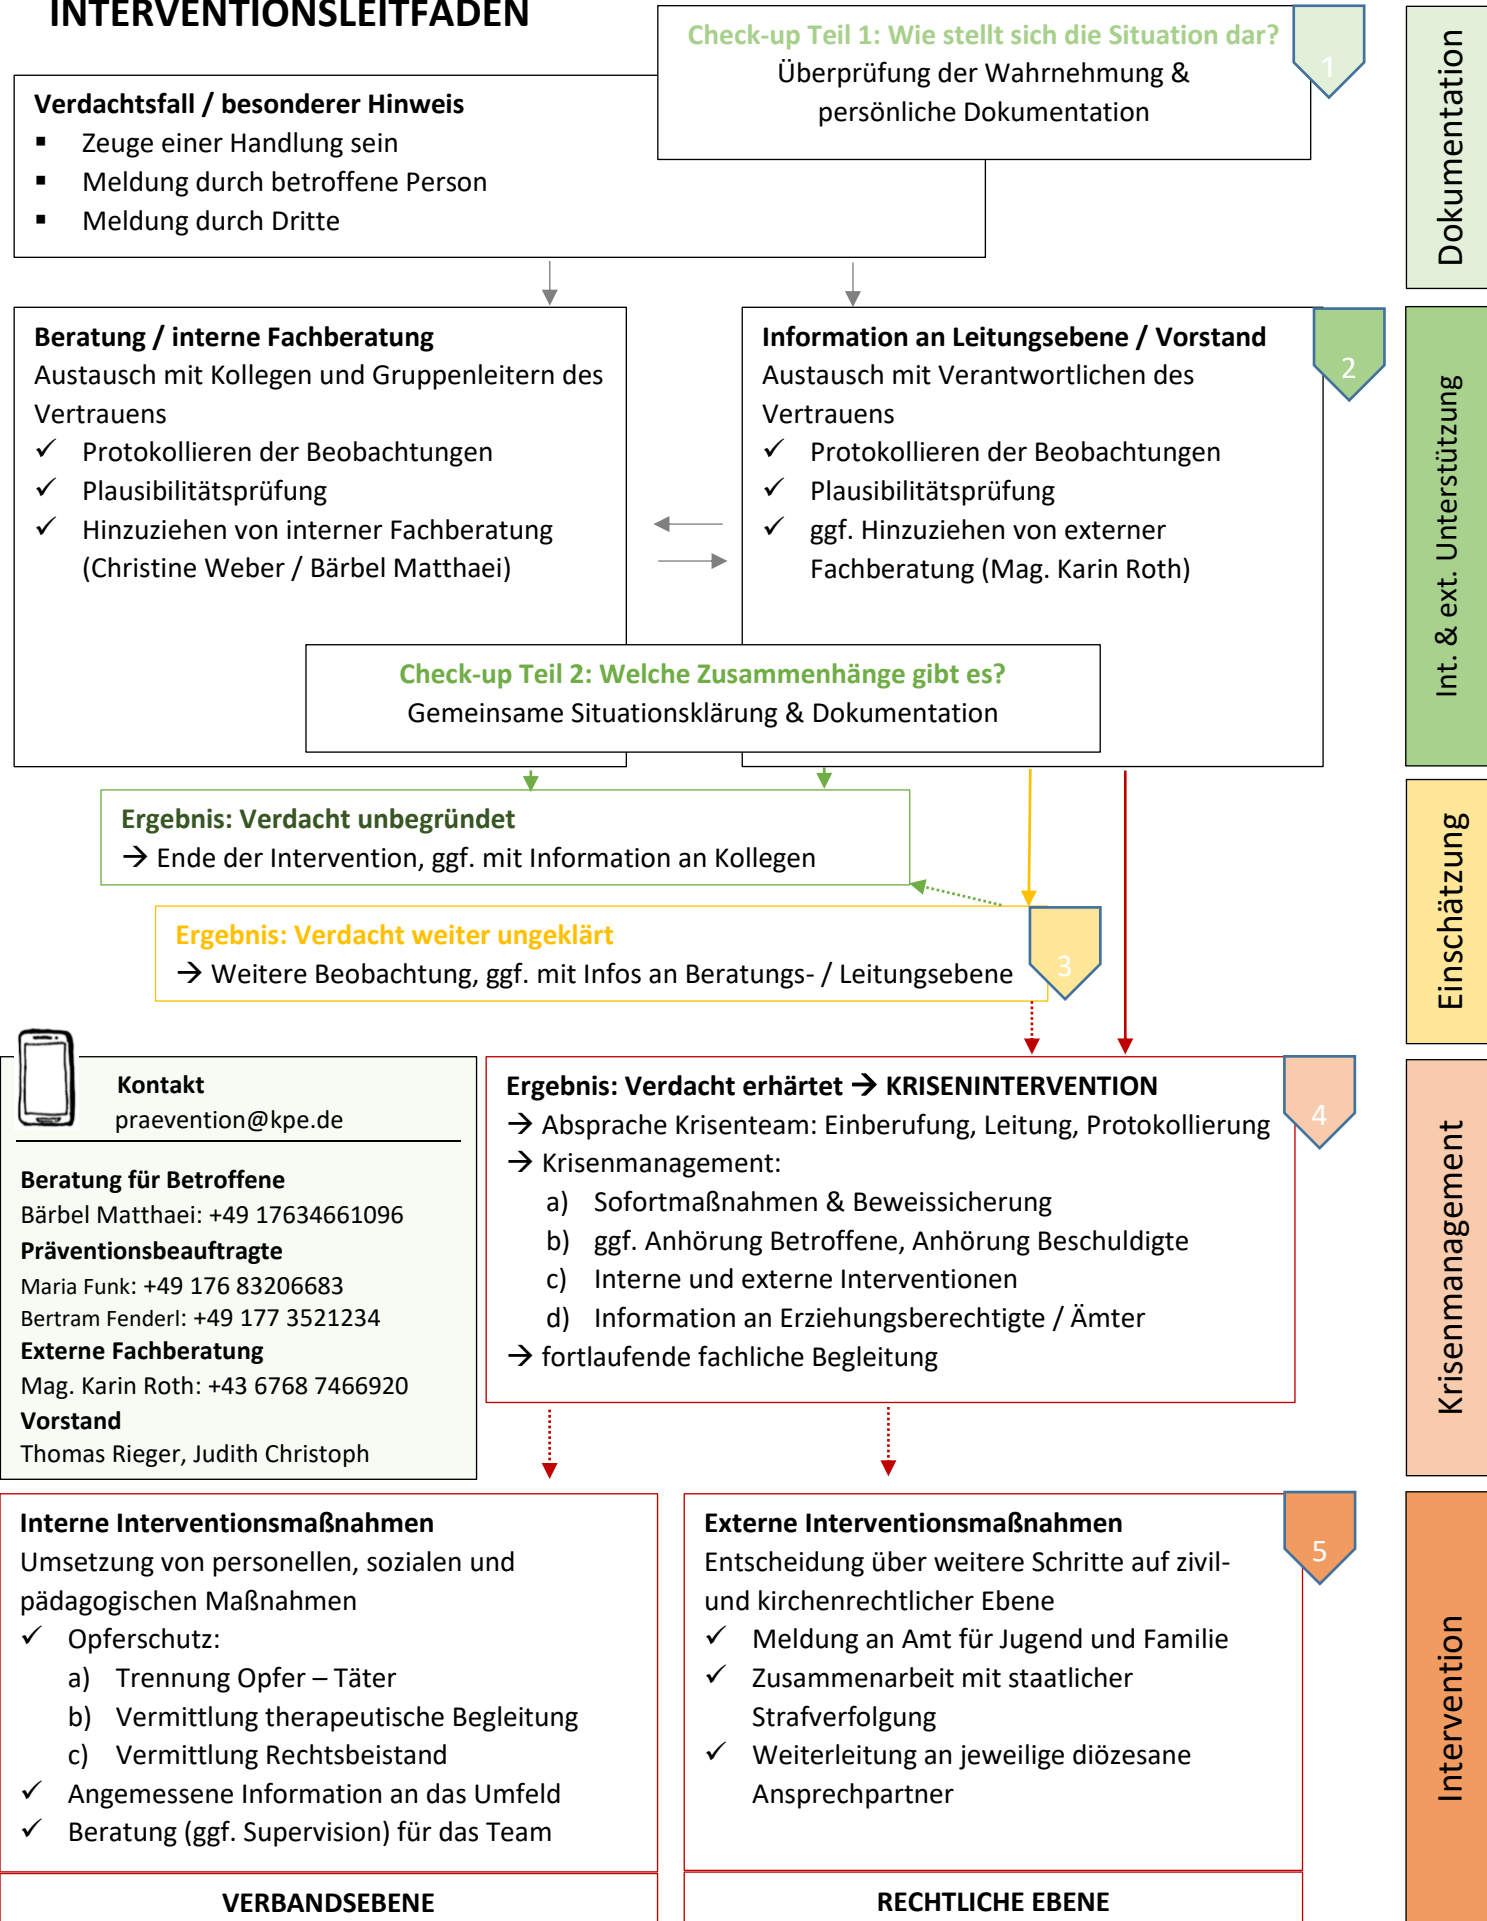 INTERVENTIONSLEITFADEN
Check-up Teil 1: Wie stellt sich die Situation dar?
Überprüfung der Wahrnehmung &
persönliche Dokumentation
1
Dokumentation
Verdachtsfall / besonderer Hinweis
▪ Zeuge einer Handlung sein
▪ Meldung durch betroffene Person
▪ Meldung durch Dritte
Beratung / interne Fachberatung
Austausch mit Kollegen und Gruppenleitern des
Vertrauens
✓ Protokollieren der Beobachtungen
✓ Plausibilitätsprüfung
✓ Hinzuziehen von interner Fachberatung
(Christine Weber / Bärbel Matthaei)
Information an Leitungsebene / Vorstand
Austausch mit Verantwortlichen des
Vertrauens
✓ Protokollieren der Beobachtungen
✓ Plausibilitätsprüfung
✓ ggf. Hinzuziehen von externer
Fachberatung (Mag. Karin Roth)
2
Int. & ext. Unterstützung
Check-up Teil 2: Welche Zusammenhänge gibt es?
Gemeinsame Situationsklärung & Dokumentation
Ergebnis: Verdacht unbegründet
→ Ende der Intervention, ggf. mit Information an Kollegen
Ergebnis: Verdacht weiter ungeklärt
→ Weitere Beobachtung, ggf. mit Infos an Beratungs- / Leitungsebene
3
Einschätzung
Kontakt
praevention@kpe.de
Beratung für Betroffene
Bärbel Matthaei: +49 17634661096
Präventionsbeauftragte
Maria Funk: +49 176 83206683
Bertram Fenderl: +49 177 3521234
Externe Fachberatung
Mag. Karin Roth: +43 6768 7466920
Vorstand
Thomas Rieger, Judith Christoph
Ergebnis: Verdacht erhärtet → KRISENINTERVENTION
→ Absprache Krisenteam: Einberufung, Leitung, Protokollierung
→ Krisenmanagement:
a) Sofortmaßnahmen & Beweissicherung
b) ggf. Anhörung Betroffene, Anhörung Beschuldigte
c) Interne und externe Interventionen
d) Information an Erziehungsberechtigte / Ämter
→ fortlaufende fachliche Begleitung
4
Krisenmanagement
Interne Interventionsmaßnahmen
Umsetzung von personellen, sozialen und
pädagogischen Maßnahmen
✓ Opferschutz:
a) Trennung Opfer – Täter
b) Vermittlung therapeutische Begleitung
c) Vermittlung Rechtsbeistand
✓ Angemessene Information an das Umfeld
✓ Beratung (ggf. Supervision) für das Team
VERBANDSEBENE
Externe Interventionsmaßnahmen
Entscheidung über weitere Schritte auf zivil-
und kirchenrechtlicher Ebene
✓ Meldung an Amt für Jugend und Familie
✓ Zusammenarbeit mit staatlicher
Strafverfolgung
✓ Weiterleitung an jeweilige diözesane
Ansprechpartner
RECHTLICHE EBENE
5
Intervention